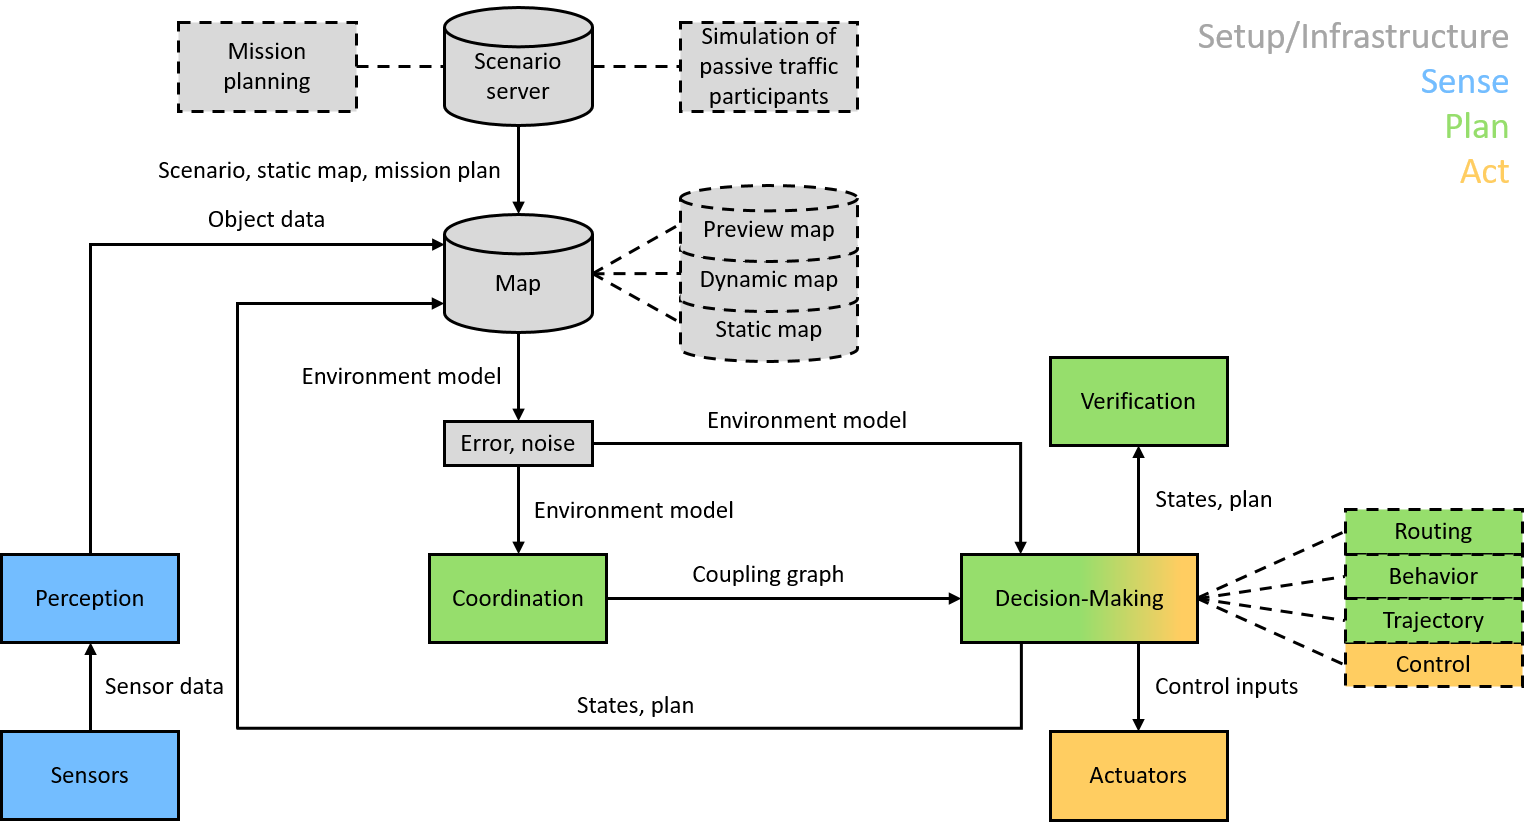 Mission
planning
Scenario
server
Simulation of
passive traffic
participants
Setup/Infrastructure
Sense
Plan
Act
Scenario, static map, mission plan
Object data
Map
Preview map
Dynamic map
Static map
Environment model
Error, noise
Environment model
Environment model
Verification
States, plan
Perception
Coordination
Coupling graph
Decision-Making
Routing
Behavior
Trajectory
Control
Sensor data
States, plan
Control inputs
Sensors
Actuators